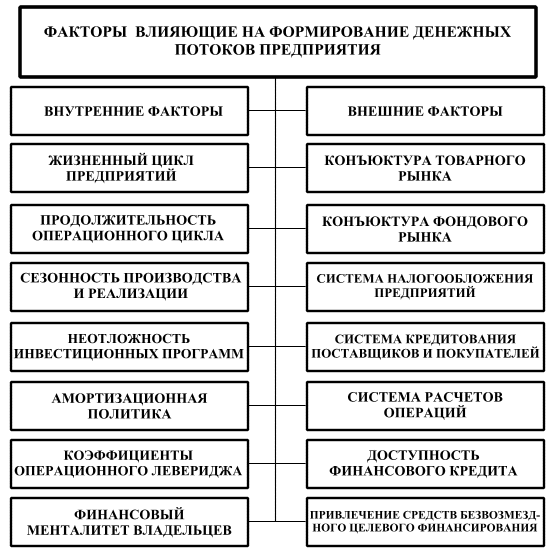 ФАКТОРЫ ВЛИЯЮЩИЕ НА ФОРМИРОВАНИЕ ДЕНЕЖНЫХ
ПОТОКОВ ПРЕДПРИЯТИЯ
ВНУТРЕННИЕ ФАКТОРЫ
ВНЕШНИЕ ФАКТОРЫ
ЖИЗНЕННЫЙ ЦИКЛ
ПРЕДПРИЯТИЙ
КОНЪЮКТУРА ТОВАРНОГО
РЫНКА
ПРОДОЛЖИТЕЛЬНОСТЬ
ОПЕРАЦИОННОГО ЦИКЛА
КОНЪЮКТУРА ФОНДОВОГО
РЫНКА
СЕЗОННОСТЬ ПРОИЗВОДСТВА
И РЕАЛИЗАЦИИ
СИСТЕМА НАЛОГООБЛОЖЕНИЯ
ПРЕДПРИЯТИЙ
НЕОТЛОЖНОСТЬ
ИНВЕСТИЦИОННЫХ ПРОГРАММ
СИСТЕМА КРЕДИТОВАНИЯ
ПОСТАВЩИКОВ И ПОКУПАТЕЛЕЙ
АМОРТИЗАЦИОННАЯ
ПОЛИТИКА
СИСТЕМА РАСЧЕТОВ
ОПЕРАЦИЙ
КОЭФФИЦИЕНТЫ
ОПЕРАЦИОННОГО ЛЕВЕРИДЖА
ДОСТУПНОСТЬ
ФИНАНСОВОГО КРЕДИТА
ФИНАНСОВЫЙ
МЕНТАЛИТЕТ ВЛАДЕЛЬЦЕВ
ПРИВЛЕЧЕНИЕ СРЕДСТВ БЕЗВОЗМЕЗД-
НОГО ЦЕЛЕВОГО ФИНАНСИРОВАНИЯ